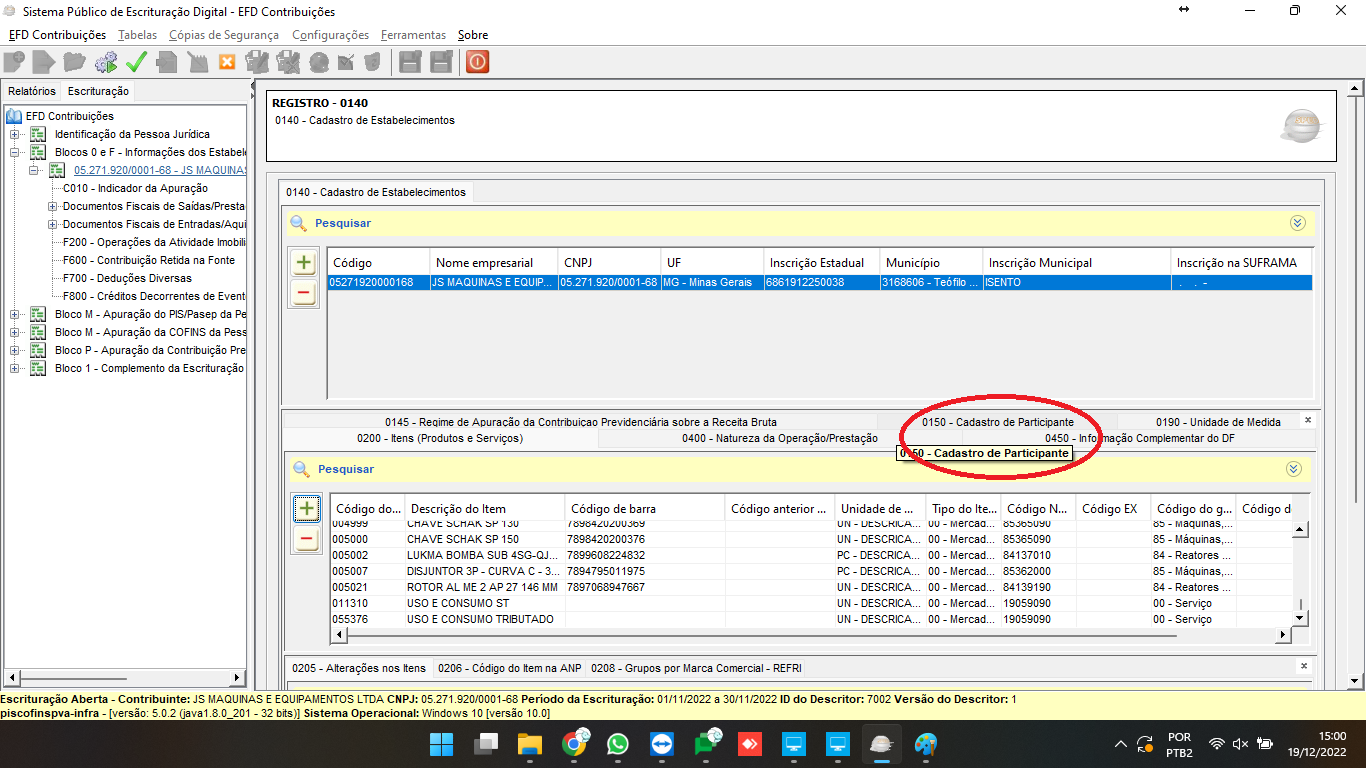 Sistema Público de Escrituração Digital - EFD Contribuições
EFD Contribuições Tabelas Cópias de Segurança Configurações Ferramentas Sobre
Relatórios Escrituração
EFD Contribuições
Identificação da Pessoa Jurídica
Blocos 0 e F - Informações dos Estabele
05.271.920/0001-68 - JS MAQUINAS
C010 - Indicador da Apuração
Documentos Fiscais de Saídas/Presta
Documentos Fiscais de Entradas/Aqui
F200 - Operações da Atividade Imobili
F600 - Contribuição Retida na Fonte
F700 - Deduções Diversas
F800 - Créditos Decorrentes de Event
Bloco M - Apuração do PIS/Pasep da Pe
Bloco M - Apuração da COFINS da Pess
Bloco P - Apuração da Contribuição Pre
Bloco 1 - Complemento da Escrituração
REGISTRO - 0140
0140 - Cadastro de Estabelecimentos
0140 - Cadastro de Estabelecimentos
Pesquisar
Código Nome empresarial CNPJ UF Inscrição Estadual Município Inscrição Municipal Inscrição na SUFRAMA
05271920000168 JS MAQUINAS E EQUIP... 05.271.920/0001-68 MG - Minas Gerais 6861912250038 3168606 - Teófilo ... ISENTO . . -
0145 - Regime de Apuração da Contribuiçao Previdenciária sobre a Receita Bruta 0150 - Cadastro de Participante 0190 - Unidade de Medida
0200 - Itens (Produtos e Serviços) 0400 - Natureza da Operação/Prestação 0450 - Informação Complementar do DF
0150 - Cadastro de Participante
Pesquisar
Código do... Descrição do Item Código de barra Código anterior ... Unidade de ... Tipo do Ite... Código N... Código EX Código do g... Código d
004999 CHAVE SCHAK SP 130 7898420200369 UN - DESCRICA... 00 - Mercad... 85365090 85 - Máquinas,...
005000 CHAVE SCHAK SP 150 7898420200376 UN - DESCRICA... 00 - Mercad... 85365090 85 - Máquinas,...
005002 LUKMA BOMBA SUB 4SG-QJ... 7899608224832 PC - DESCRICA... 00 - Mercad... 84137010 84 - Reatores ...
005007 DISJUNTOR 3P - CURVA C - 3... 7894795011975 PC - DESCRICA... 00 - Mercad... 85362000 85 - Máquinas,...
005021 ROTOR AL ME 2 AP 27 146 MM 7897068947667 UN - DESCRICA... 00 - Mercad... 84139190 84 - Reatores ...
011310 USO E CONSUMO ST UN - DESCRICA... 00 - Mercad... 19059090 00 - Serviço
055376 USO E CONSUMO TRIBUTADO UN - DESCRICA... 00 - Mercad... 19059090 00 - Serviço
0205 - Alterações nos Itens 0206 - Código do Item na ANP 0208 - Grupos por Marca Comercial - REFRI
Escrituração Aberta - Contribuinte: JS MAQUINAS E EQUIPAMENTOS LTDA CNPJ: 05.271.920/0001-68 Período da Escrituração: 01/11/2022 a 30/11/2022 ID do Descritor: 7002 Versão do Descritor: 1
piscofinspva-infra - [versão: 5.0.2 (java1.8.0_201 - 32 bits)] Sistema Operacional: Windows 10 [versão 10.0]
POR
PTB2
15:00
19/12/2022